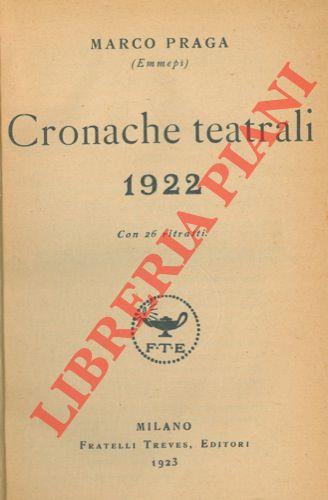 MARCO PRAGA
(Emmepi)
Cronache teatrali
1922
Con 26 ritratti.
F·T·E
MILANO
FRATELLI TREVES, EDITORI
1923
LIBRERIA PIANI